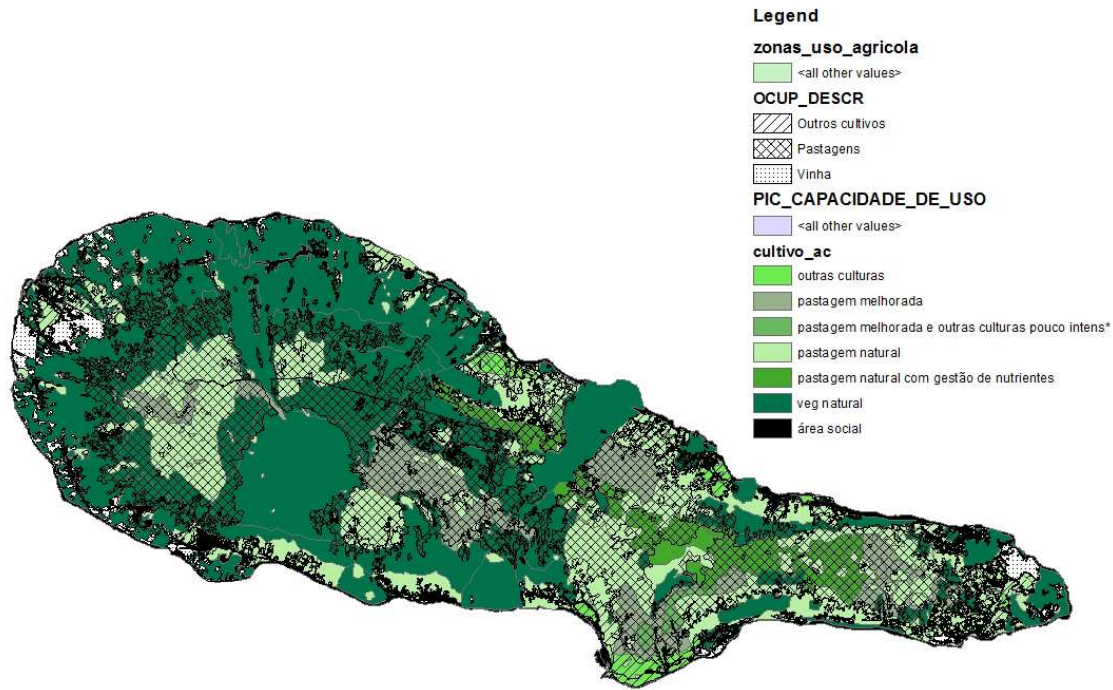 Legend
zonas_uso_agricola
<all other values>
OCUP_DESCR
Outros cultivos
Pastagens
Vinha
PIC_CAPACIDADE_DE_USO
<all other values>
cultivo_ac
outras culturas
pastagem melhorada
pastagem melhorada e outras culturas pouco intens*
pastagem natural
pastagem natural com gestão de nutrientes
veg natural
área social